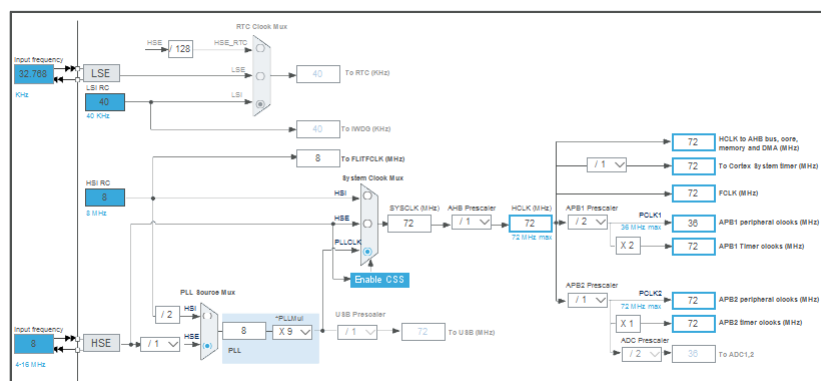 RTC Clock Mux
HSE
/ 128
HSE_RTC
Input frequency
32.768
KHz
LSE
LSE
40
To RTC (KHz)
LSI RC
40
40 KHz
LSI
40
To IWDG (KHz)
8
To FLITFCLK (MHz)
System Clock Mux
HSI RC
8
8 MHz
HSI
HSE
PLLCLK
SYSCLK (MHz)
72
AHB Prescaler
/ 1
HCLK (MHz)
72
72 MHz max
Enable CSS
72
HCLK to AHB bus, core,
memory and DMA (MHz)
/ 1
72
To Cortex System timer (MHz)
72
FCLK (MHz)
APB1 Prescaler
/ 2
PCLK1
36 MHz max
36
APB1 peripheral olooks (MHz)
X 2
72
APB1 Timer olooks (MHz)
APB2 Prescaler
/ 1
PCLK2
72 MHz max
72
APB2 peripheral olooks (MHz)
X 1
72
APB2 timer olooks (MHz)
ADC Prescaler
/ 2
36
To ADC1,2
PLL Source Mux
/ 2
HSI
Input frequency
8
4-16 MHz
HSE
/ 1
HSE
8
*PLLMul
X 9
PLL
USB Prescaler
/ 1
72
To USB (MHz)